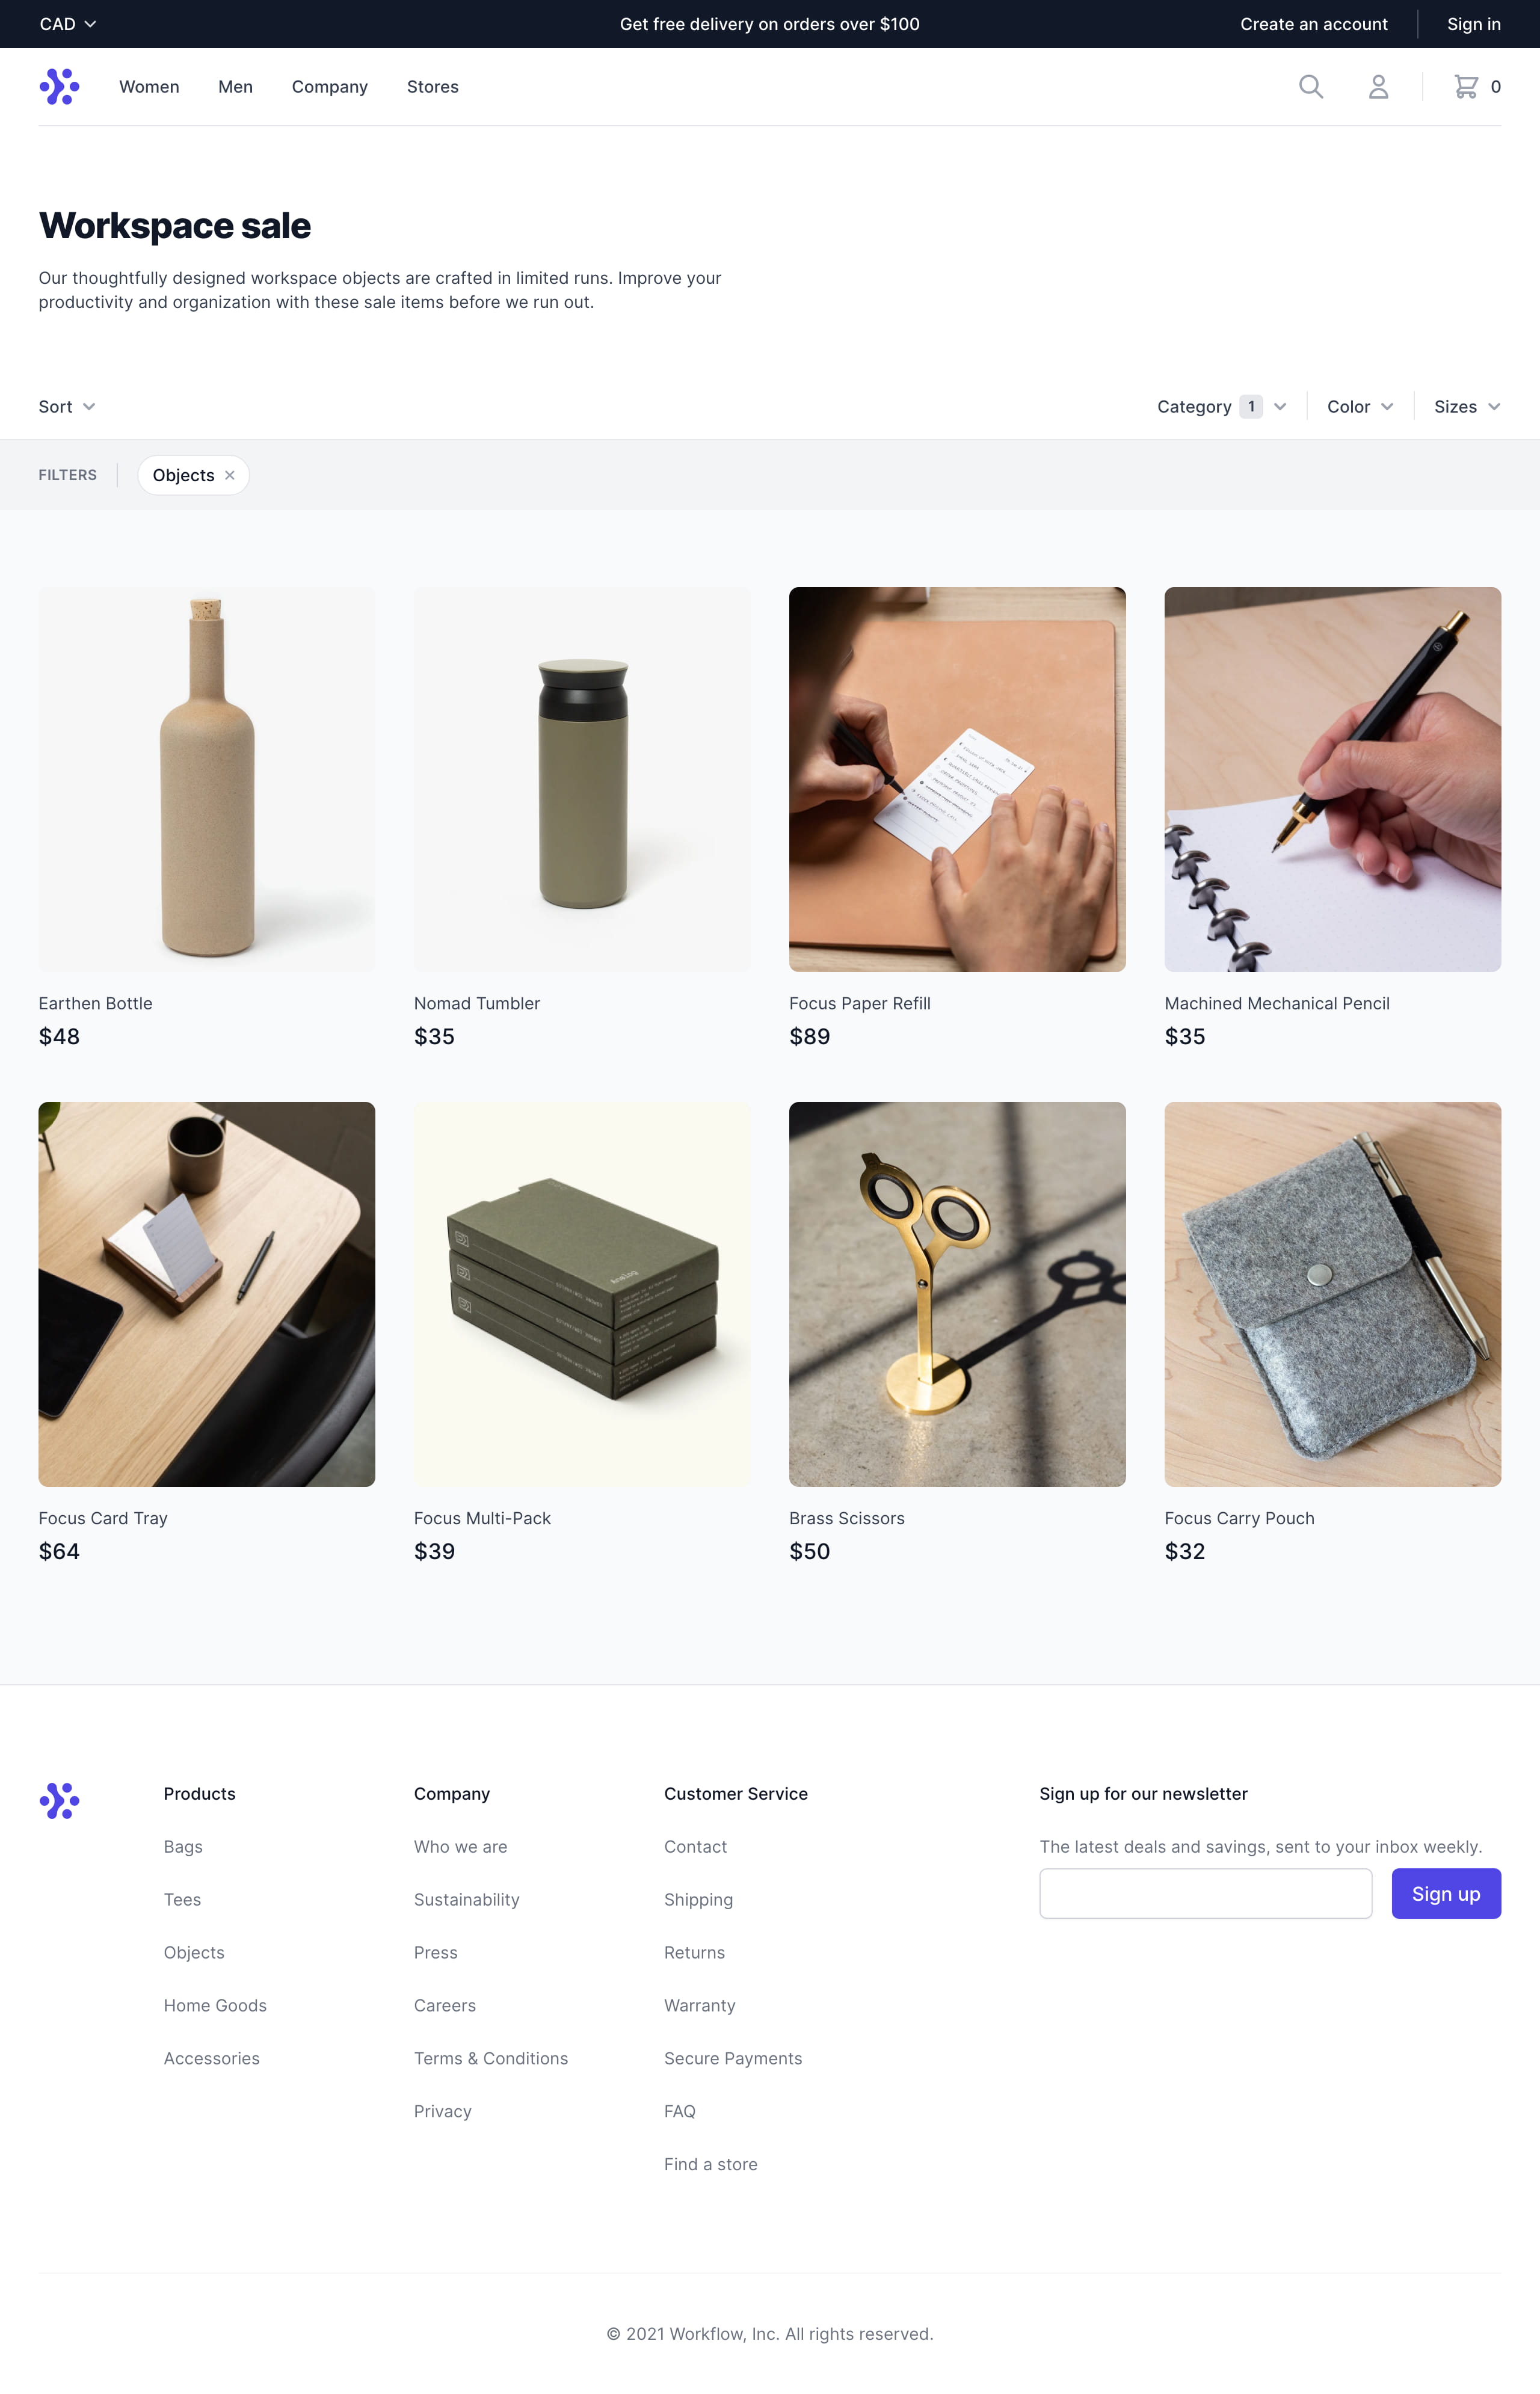 CAD
Get free delivery on orders over $100
Create an account
Sign in
Women
Men
Company
Stores
0
Workspace sale
Our thoughtfully designed workspace objects are crafted in limited runs. Improve your
productivity and organization with these sale items before we run out.
Sort
Category 1
Color
Sizes
FILTERS
Objects
Earthen Bottle
$48
Nomad Tumbler
$35
Focus Paper Refill
$89
Machined Mechanical Pencil
$35
Analog
Focus Card Tray
$64
Focus Multi-Pack
$39
Brass Scissors
$50
Focus Carry Pouch
$32
Products
Bags
Tees
Objects
Home Goods
Accessories
Company
Who we are
Sustainability
Press
Careers
Terms & Conditions
Privacy
Customer Service
Contact
Shipping
Returns
Warranty
Secure Payments
FAQ
Find a store
Sign up for our newsletter
The latest deals and savings, sent to your inbox weekly.
Sign up
© 2021 Workflow, Inc. All rights reserved.